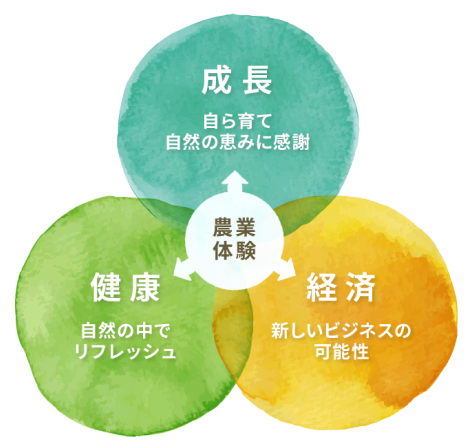 成長
自ら育て
自然の恵みに感謝
農業
体験
健康
自然の中で
リフレッシュ
経済
新しいビジネスの
可能性